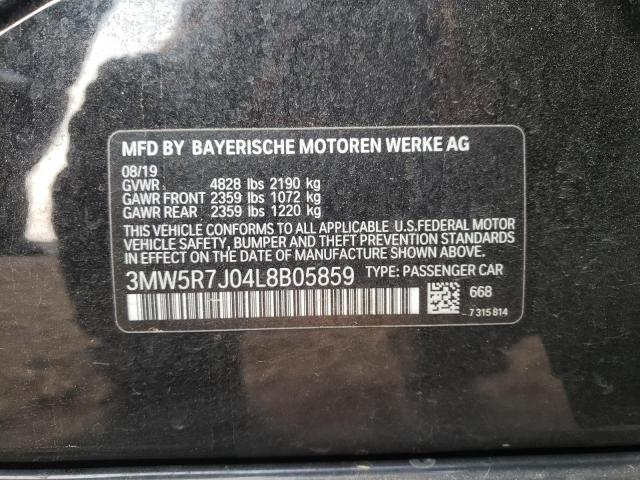 MFD BY BAYERISCHE MOTOREN WERKE AG
08/19
GVWR 4828 lbs 2190 kg
GAWR FRONT 2359 lbs 1072 kg
GAWR REAR 2359 lbs 1220 kg
THIS VEHICLE CONFORMS TO ALL APPLICABLE U.S.FEDERAL MOTOR
VEHICLE SAFETY, BUMPER AND THEFT PREVENTION STANDARDS
IN EFFECT ON THE DATE OF MANUFACTURE SHOWN ABOVE.
3MW5R7J04L8B05859 TYPE: PASSENGER CAR
668
7 315 814